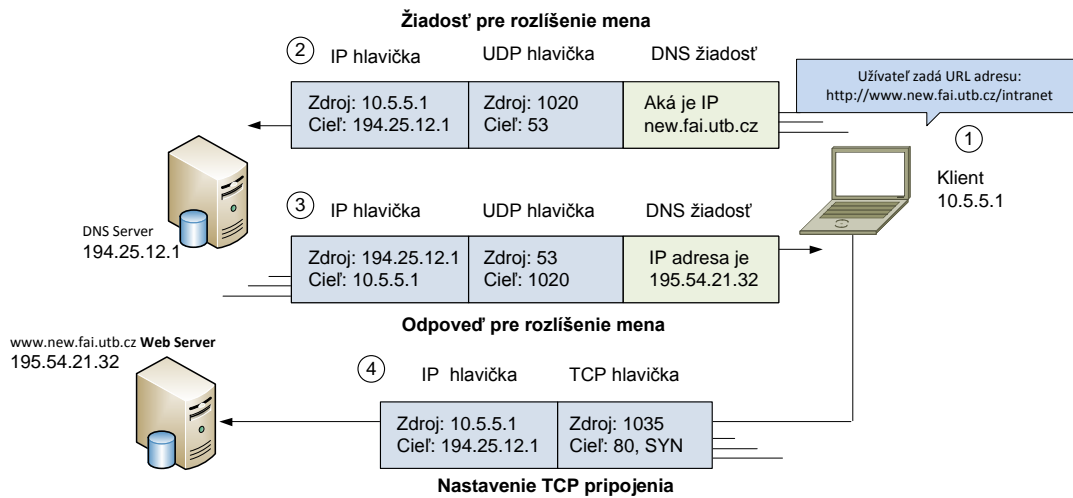 Žiadosť pre rozlíšenie mena
2
IP hlavička
UDP hlavička
DNS žiadosť
Zdroj: 10.5.5.1
Cieľ: 194.25.12.1
Zdroj: 1020
Cieľ: 53
Aká je IP
new.fai.utb.cz
Užívateľ zadá URL adresu:
http://www.new.fai.utb.cz/intranet
1
Klient
10.5.5.1
DNS Server
194.25.12.1
3
IP hlavička
UDP hlavička
DNS žiadosť
Zdroj: 194.25.12.1
Cieľ: 10.5.5.1
Zdroj: 53
Cieľ: 1020
IP adresa je
195.54.21.32
Odpoveď pre rozlíšenie mena
www.new.fai.utb.cz Web Server
195.54.21.32
4
IP hlavička
TCP hlavička
Zdroj: 10.5.5.1
Cieľ: 194.25.12.1
Zdroj: 1035
Cieľ: 80, SYN
Nastavenie TCP pripojenia